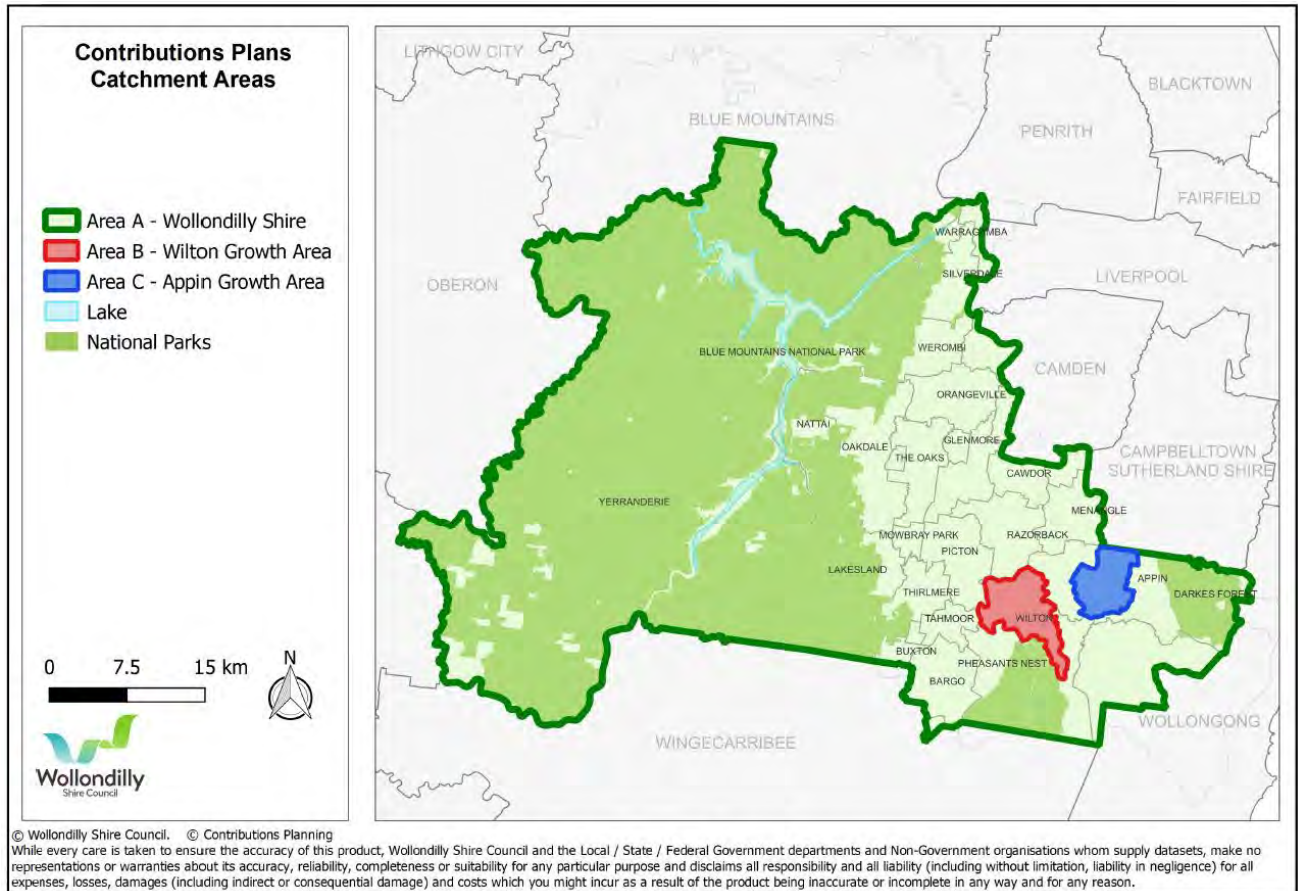 Contributions Plans
Catchment Areas
Area A - Wollondilly Shire
Area B - Wilton Growth Area
Area C - Appin Growth Area
Lake
National Parks
0 7.5 15 km
N
Wollondilly
Shire Council
LITHGOW CITY
BLACKTOWN
BLUE MOUNTAINS
PENRITH
FAIRFIELD
WARRAGAMBA
SILVERDALE
LIVERPOOL
OBERON
BLUE MOUNTAINS NATIONAL PARK
WEROMBI
CAMDEN
ORANGEVILLE
NATTAI
OAKDALE
GLENMORE
THE OAKS
CAMPBELLTOWN
SUTHERLAND SHIRE
CAWDOR
YERRANDERIE
MENANGLE
MOWBRAY PARK
RAZORBACK
PICTON
LAKESLAND
APPIN
DARKES FOREST
THIRLMERE
TAHMOOR
WILTON
BUXTON
PHEASANTS NEST
BARGO
WOLLONGONG
WINGECARRIBEE
© Wollondilly Shire Council. © Contributions Planning
While every care is taken to ensure the accuracy of this product, Wollondilly Shire Council and the Local / State / Federal Government departments and Non-Government organisations whom supply datasets, make no
representations or warranties about its accuracy, reliability, completeness or suitability for any particular purpose and disclaims all responsibility and all liability (including without limitation, liability in negligence) for all
expenses, losses, damages (including indirect or consequential damage) and costs which you might incur as a result of the product being inaccurate or incomplete in any way and for any reason.